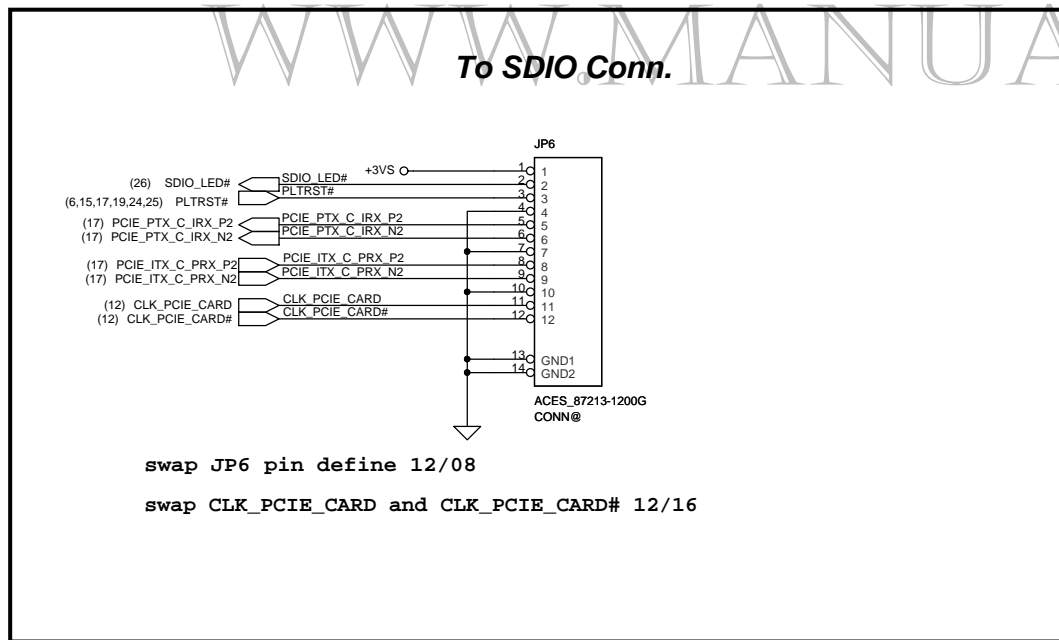 WWW.MANUA
To SDIO Conn.
JP6
+3VS 1 1
(26) SDIO_LED# SDIO_LED# 2 2
(6,15,17,19,24,25) PLTRST# PLTRST# 3 3
4 4
(17) PCIE_PTX_C_IRX_P2 PCIE_PTX_C_IRX_P2 5 5
(17) PCIE_PTX_C_IRX_N2 PCIE_PTX_C_IRX_N2 6 6
7 7
(17) PCIE_ITX_C_PRX_P2 PCIE_ITX_C_PRX_P2 8 8
(17) PCIE_ITX_C_PRX_N2 PCIE_ITX_C_PRX_N2 9 9
10 10
(12) CLK_PCIE_CARD CLK_PCIE_CARD 11 11
(12) CLK_PCIE_CARD# CLK_PCIE_CARD# 12 12
13 GND1
14 GND2
ACES_87213-1200G
CONN@
swap JP6 pin define 12/08
swap CLK_PCIE_CARD and CLK_PCIE_CARD# 12/16